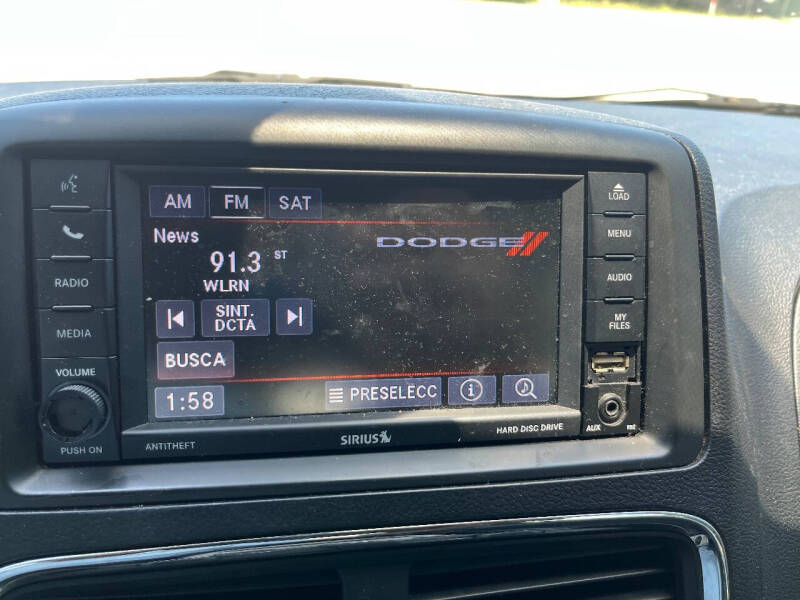 AM FM SAT
News
91.3 ST
WLRN
SINT.
DCTA
BUSCA
1:58 PRESELECC
DODGE
RADIO
MEDIA
VOLUME
PUSH ON
LOAD
MENU
AUDIO
MY
FILES
AUX
ANTITHEFT
SIRIUS
HARD DISC DRIVE